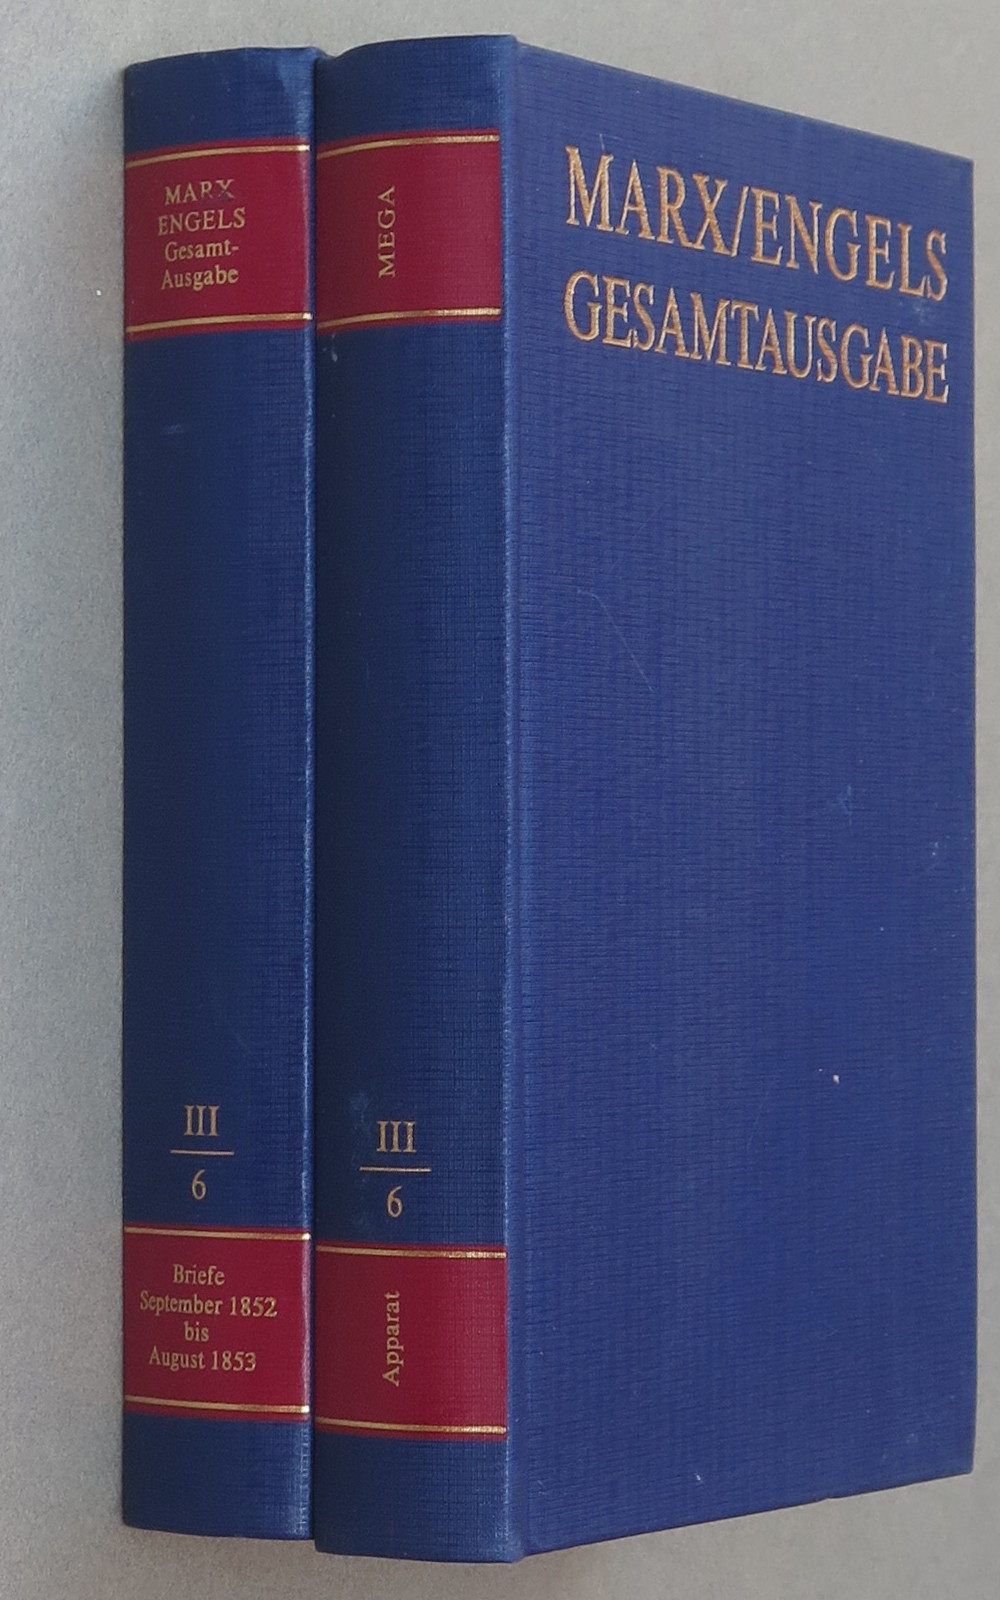 MARX
ENGELS
Gesamt-
Ausgabe
III
6
Briefe
September 1852
bis
August 1853
MEGA
III
6
Apparat
MARX/ENGELS
GESAMTAUSGABE